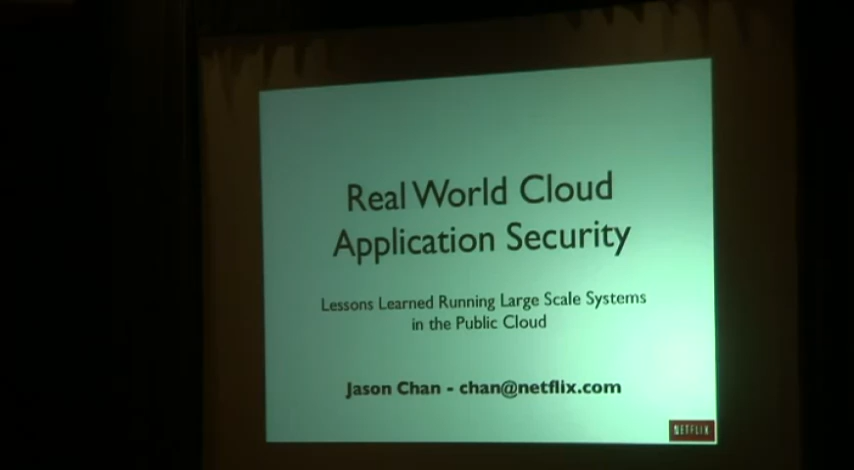 Real World Cloud
Application Security
Lessons Learned Running Large Scale Systems
in the Public Cloud
Jason Chan - chan@netflix.com
NETFLIX